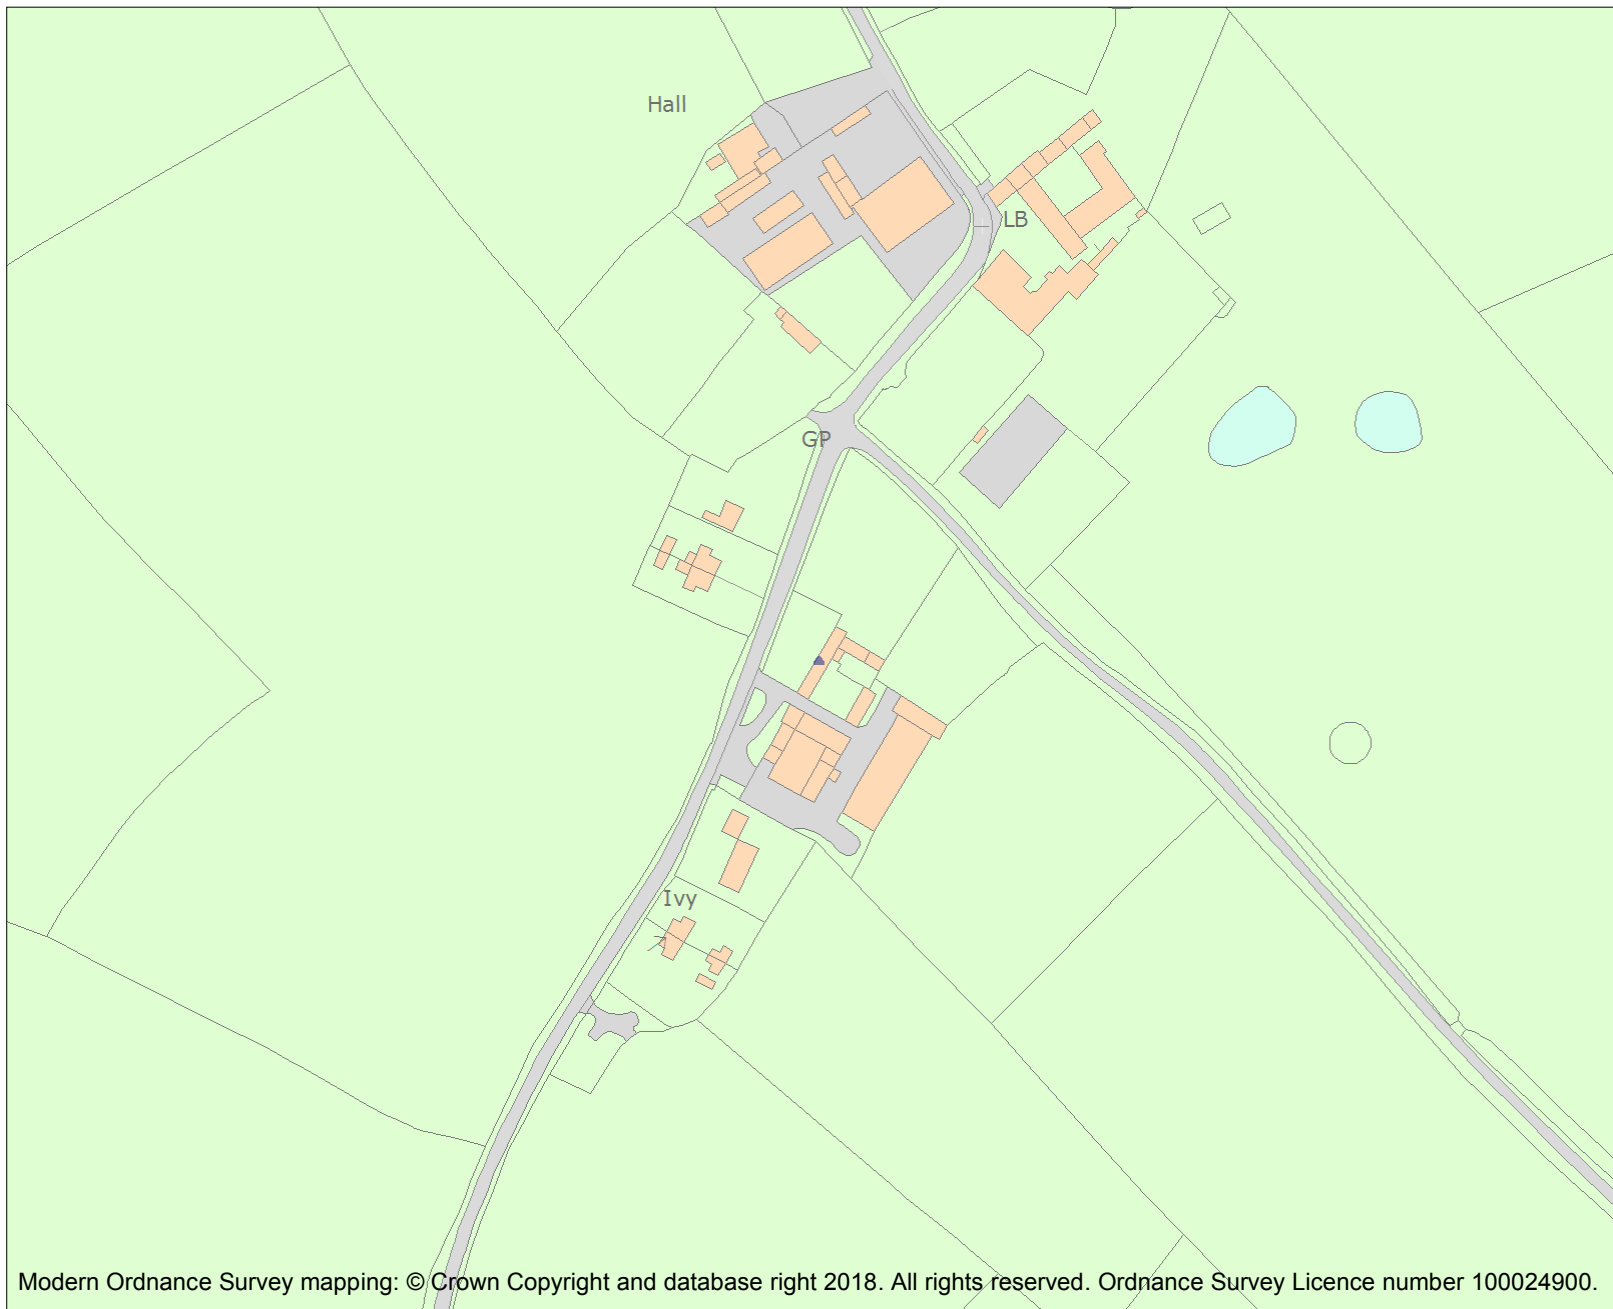 Hall
LB
GP
Ivy
Modern Ordnance Survey mapping: © Crown Copyright and database right 2018. All rights reserved. Ordnance Survey Licence number 100024900.